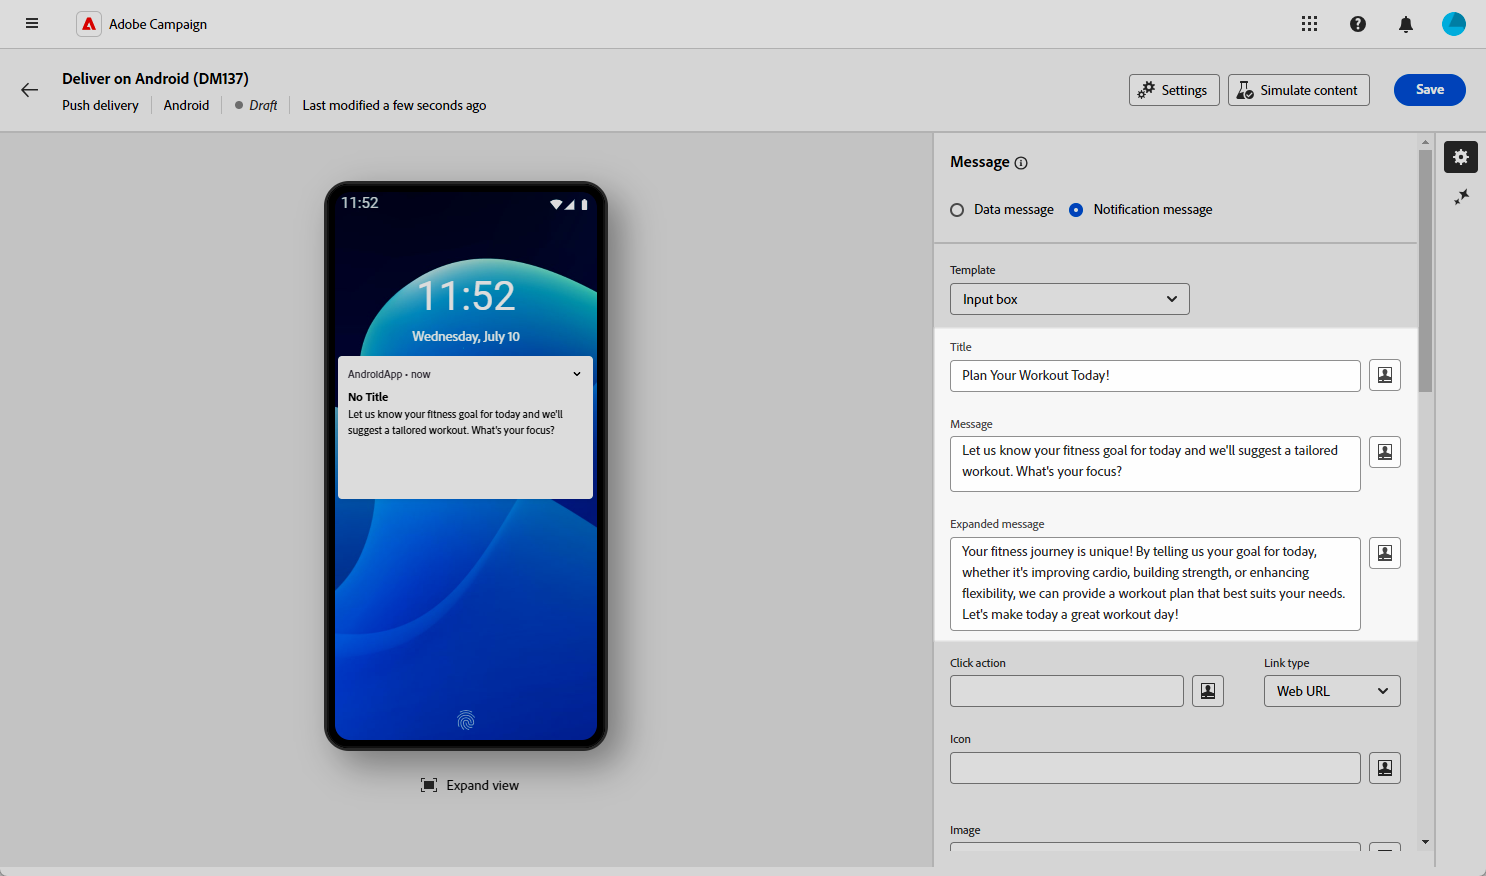 Adobe Campaign
Deliver on Android (DM137)
Push delivery
Android
Draft
Last modified a few seconds ago
Settings
Simulate content
Save
11:52
11:52
Wednesday, July 10
AndroidApp • now
No Title
Let us know your fitness goal for today and we'll
suggest a tailored workout. What's your focus?
Expand view
Message
Data message
Notification message
Template
Input box
Title
Plan Your Workout Today!
Message
Let us know your fitness goal for today and we'll suggest a tailored
workout. What's your focus?
Expanded message
Your fitness journey is unique! By telling us your goal for today,
whether it's improving cardio, building strength, or enhancing
flexibility, we can provide a workout plan that best suits your needs.
Let's make today a great workout day!
Click action
Link type
Web URL
Icon
Image